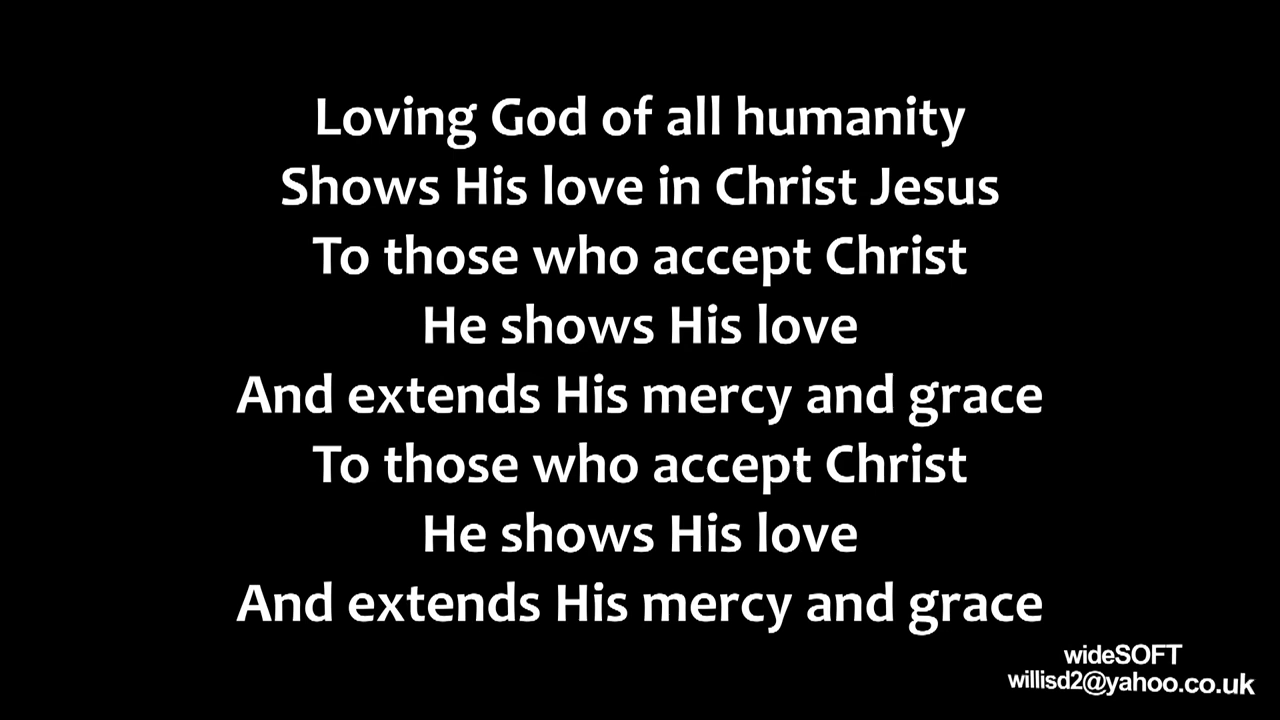 Loving God of all humanity
Shows His love in Christ Jesus
To those who accept Christ
He shows His love
And extends His mercy and grace
To those who accept Christ
He shows His love
And extends His mercy and grace
wideSOFT
willisd2@yahoo.co.uk